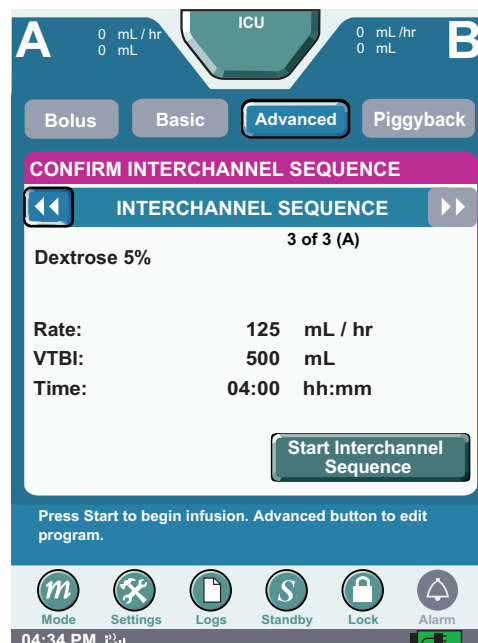 ICU
A
0 mL / hr
0 mL
0 mL /hr
0 mL
B
Bolus Basic Advanced Piggyback
CONFIRM INTERCHANNEL SEQUENCE
INTERCHANNEL SEQUENCE
3 of 3 (A)
Dextrose 5%
Rate: 125 mL / hr
VTBI: 500 mL
Time: 04:00 hh:mm
Start Interchannel
Sequence
Press Start to begin infusion. Advanced button to edit
program.
m S
Mode Settings Logs Standby Lock Alarm
04:34 PM